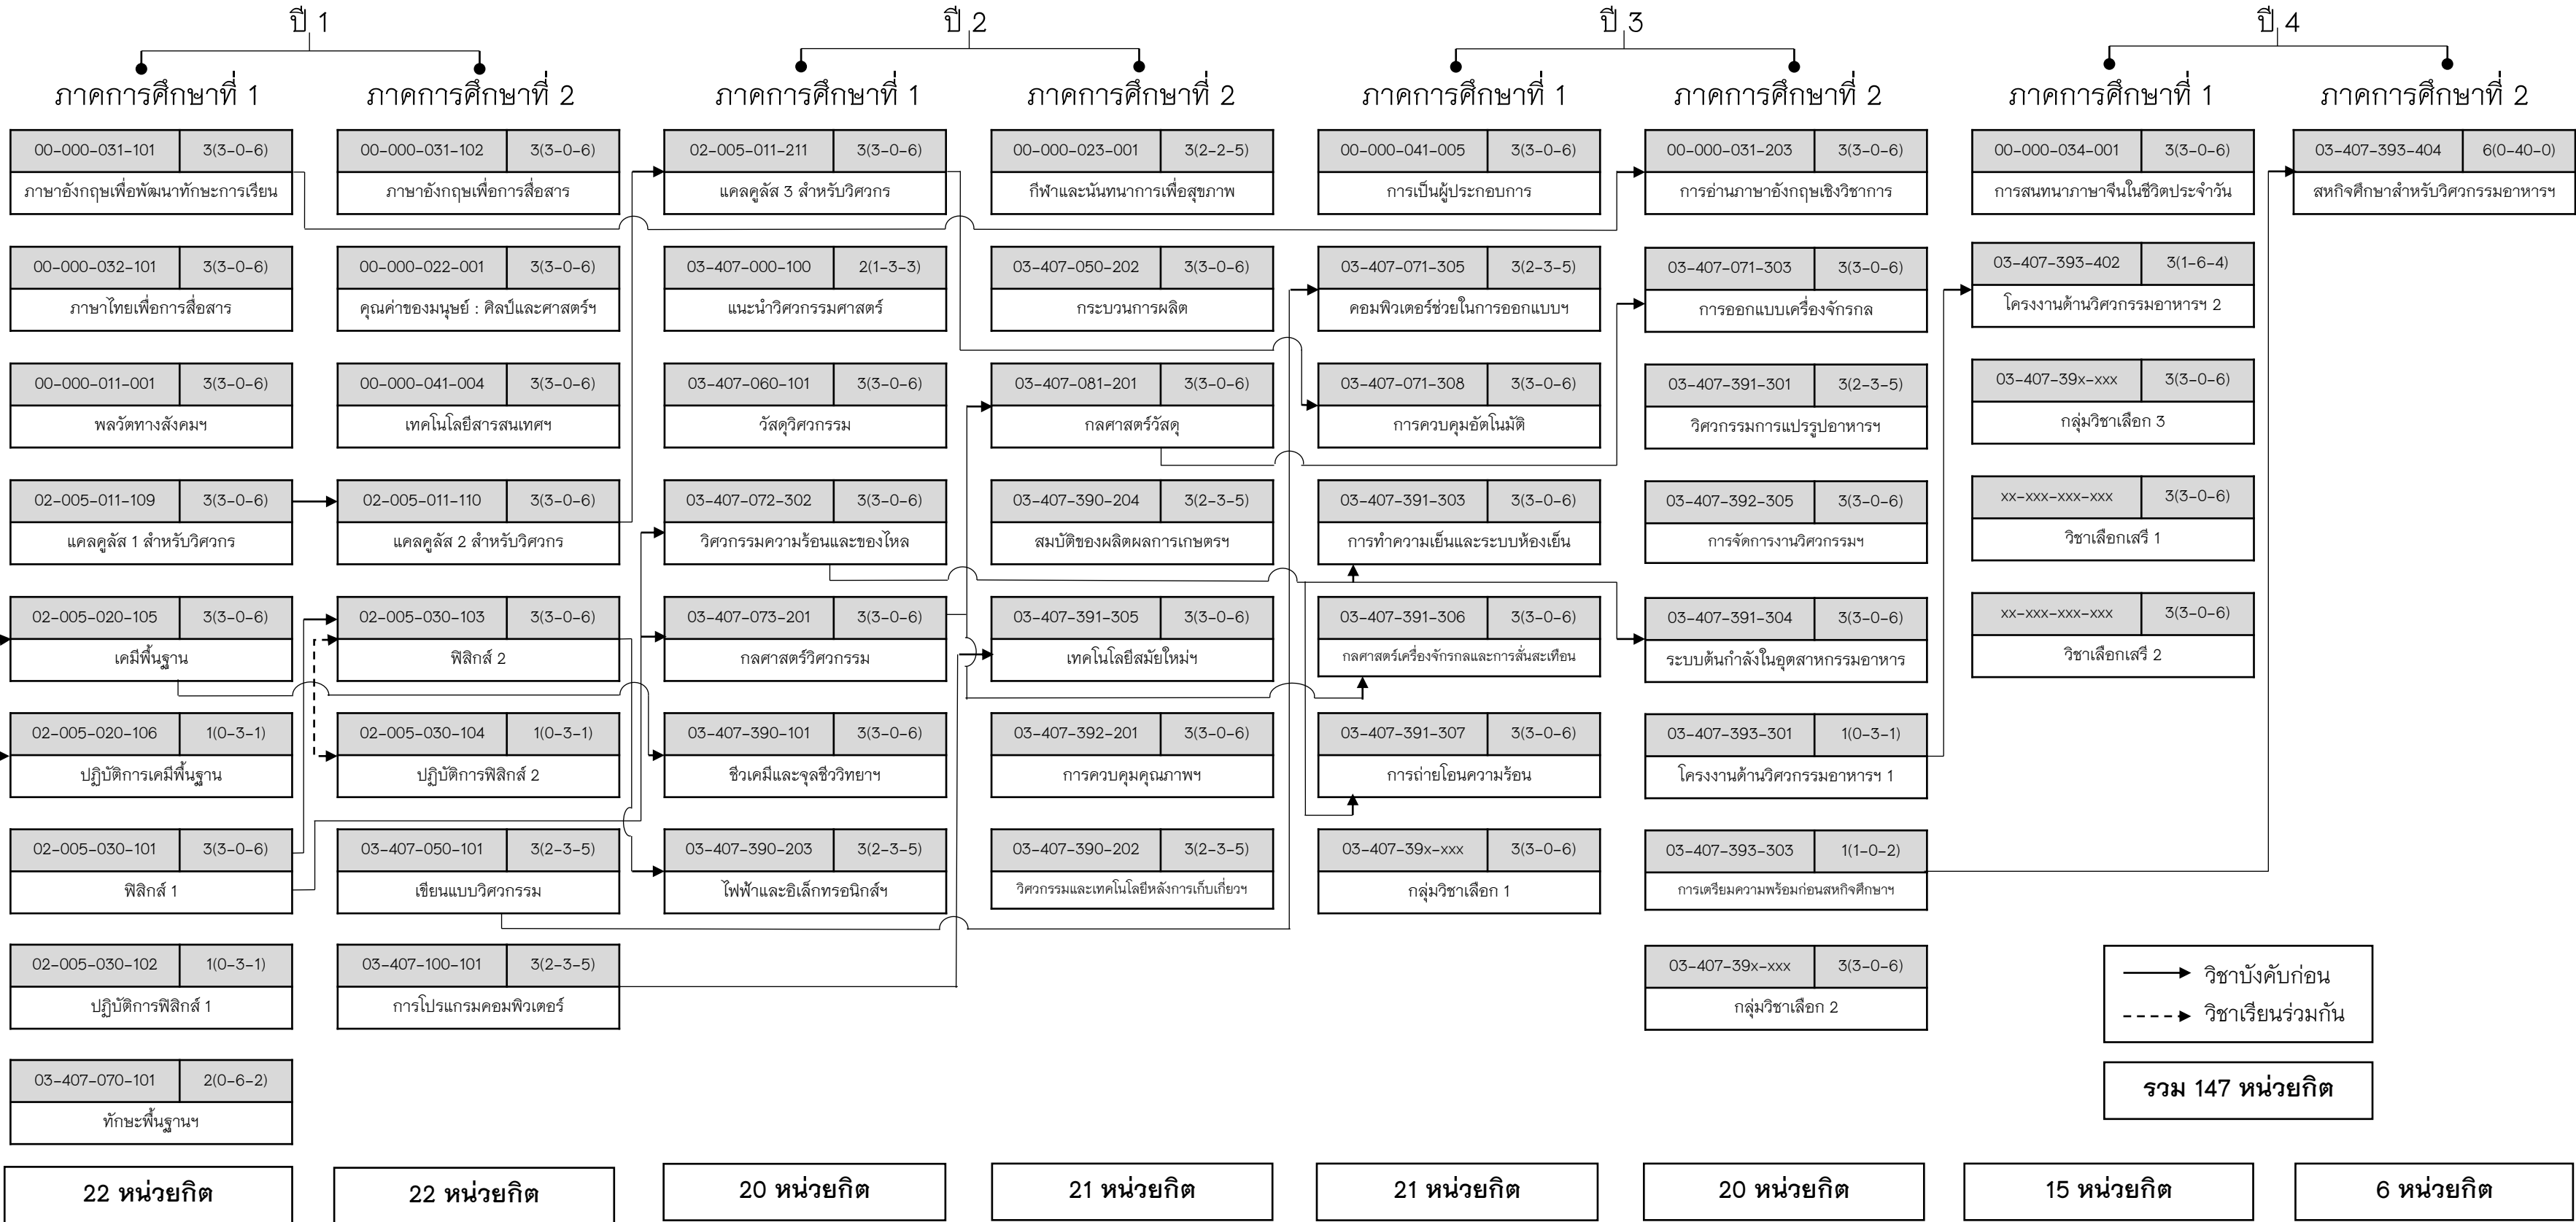 ปี 1
ภาคการศึกษาที่ 1
00-000-031-101 3(3-0-6)
ภาษาอังกฤษเพื่อพัฒนาทักษะการเรียน
00-000-032-101 3(3-0-6)
ภาษาไทยเพื่อการสื่อสาร
00-000-011-001 3(3-0-6)
พลวัตทางสังคมฯ
02-005-011-109 3(3-0-6)
แคลคูลัส 1 สำหรับวิศวกร
02-005-020-105 3(3-0-6)
เคมีพื้นฐาน
02-005-020-106 1(0-3-1)
ปฏิบัติการเคมีพื้นฐาน
02-005-030-101 3(3-0-6)
ฟิสิกส์ 1
02-005-030-102 1(0-3-1)
ปฏิบัติการฟิสิกส์ 1
03-407-070-101 2(0-6-2)
ทักษะพื้นฐานฯ
22 หน่วยกิต
ภาคการศึกษาที่ 2
00-000-031-102 3(3-0-6)
ภาษาอังกฤษเพื่อการสื่อสาร
00-000-022-001 3(3-0-6)
คุณค่าของมนุษย์ : ศิลป์และศาสตร์ฯ
00-000-041-004 3(3-0-6)
เทคโนโลยีสารสนเทศฯ
02-005-011-110 3(3-0-6)
แคลคูลัส 2 สำหรับวิศวกร
02-005-030-103 3(3-0-6)
ฟิสิกส์ 2
02-005-030-104 1(0-3-1)
ปฏิบัติการฟิสิกส์ 2
03-407-050-101 3(2-3-5)
เขียนแบบวิศวกรรม
03-407-100-101 3(2-3-5)
การโปรแกรมคอมพิวเตอร์
22 หน่วยกิต
ปี 2
ภาคการศึกษาที่ 1
02-005-011-211 3(3-0-6)
แคลคูลัส 3 สำหรับวิศวกร
03-407-000-100 2(1-3-3)
แนะนำวิศวกรรมศาสตร์
03-407-060-101 3(3-0-6)
วัสดุวิศวกรรม
03-407-072-302 3(3-0-6)
วิศวกรรมความร้อนและของไหล
03-407-073-201 3(3-0-6)
กลศาสตร์วิศวกรรม
03-407-390-101 3(3-0-6)
ชีวเคมีและจุลชีววิทยาฯ
03-407-390-203 3(2-3-5)
ไฟฟ้าและอิเล็กทรอนิกส์ฯ
20 หน่วยกิต
ภาคการศึกษาที่ 2
00-000-023-001 3(2-2-5)
กีฬาและนันทนาการเพื่อสุขภาพ
03-407-050-202 3(3-0-6)
กระบวนการผลิต
03-407-081-201 3(3-0-6)
กลศาสตร์วัสดุ
03-407-390-204 3(2-3-5)
สมบัติของผลิตผลการเกษตรฯ
03-407-391-305 3(3-0-6)
เทคโนโลยีสมัยใหม่ฯ
03-407-392-201 3(3-0-6)
การควบคุมคุณภาพฯ
03-407-390-202 3(2-3-5)
วิศวกรรมและเทคโนโลยีหลังการเก็บเกี่ยวฯ
21 หน่วยกิต
ปี 3
ภาคการศึกษาที่ 1
00-000-041-005 3(3-0-6)
การเป็นผู้ประกอบการ
03-407-071-305 3(2-3-5)
คอมพิวเตอร์ช่วยในการออกแบบฯ
03-407-071-308 3(3-0-6)
การควบคุมอัตโนมัติ
03-407-391-303 3(3-0-6)
การทำความเย็นและระบบห้องเย็น
03-407-391-306 3(3-0-6)
กลศาสตร์เครื่องจักรกลและการสั่นสะเทือน
03-407-391-307 3(3-0-6)
การถ่ายโอนความร้อน
03-407-39x-xxx 3(3-0-6)
กลุ่มวิชาเลือก 1
21 หน่วยกิต
ภาคการศึกษาที่ 2
00-000-031-203 3(3-0-6)
การอ่านภาษาอังกฤษเชิงวิชาการ
03-407-071-303 3(3-0-6)
การออกแบบเครื่องจักรกล
03-407-391-301 3(2-3-5)
วิศวกรรมการแปรรูปอาหารฯ
03-407-392-305 3(3-0-6)
การจัดการงานวิศวกรรมฯ
03-407-391-304 3(3-0-6)
ระบบต้นกำลังในอุตสาหกรรมอาหาร
03-407-393-301 1(0-3-1)
โครงงานด้านวิศวกรรมอาหารฯ 1
03-407-393-303 1(1-0-2)
การเตรียมความพร้อมก่อนสหกิจศึกษาฯ
03-407-39x-xxx 3(3-0-6)
กลุ่มวิชาเลือก 2
20 หน่วยกิต
ปี 4
ภาคการศึกษาที่ 1
00-000-034-001 3(3-0-6)
การสนทนาภาษาจีนในชีวิตประจำวัน
03-407-393-402 3(1-6-4)
โครงงานด้านวิศวกรรมอาหารฯ 2
03-407-39x-xxx 3(3-0-6)
กลุ่มวิชาเลือก 3
xx-xxx-xxx-xxx 3(3-0-6)
วิชาเลือกเสรี 1
xx-xxx-xxx-xxx 3(3-0-6)
วิชาเลือกเสรี 2
15 หน่วยกิต
ภาคการศึกษาที่ 2
03-407-393-404 6(0-40-0)
สหกิจศึกษาสำหรับวิศวกรรมอาหารฯ
6 หน่วยกิต
วิชาบังคับก่อน
วิชาเรียนร่วมกัน
รวม 147 หน่วยกิต